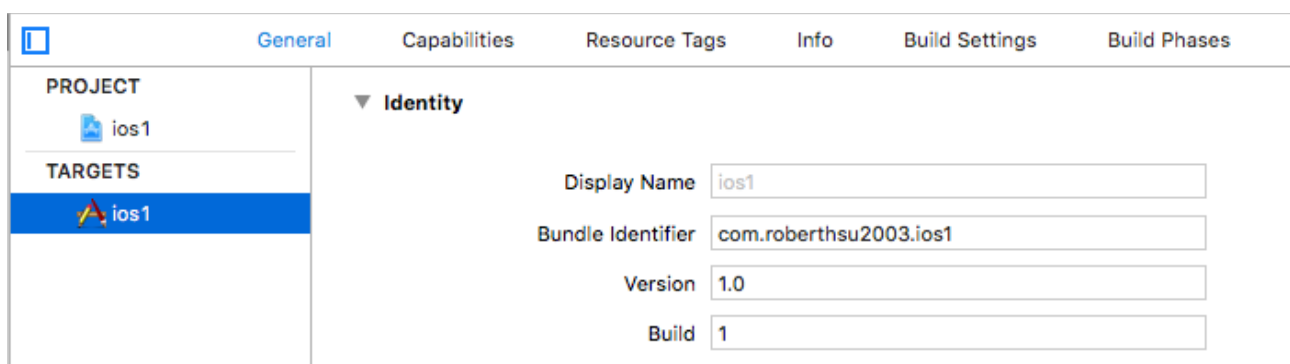 General Capabilities Resource Tags Info Build Settings Build Phases
PROJECT
ios1
TARGETS
ios1
Identity
Display Name ios1
Bundle Identifier com.roberthsu2003.ios1
Version 1.0
Build 1